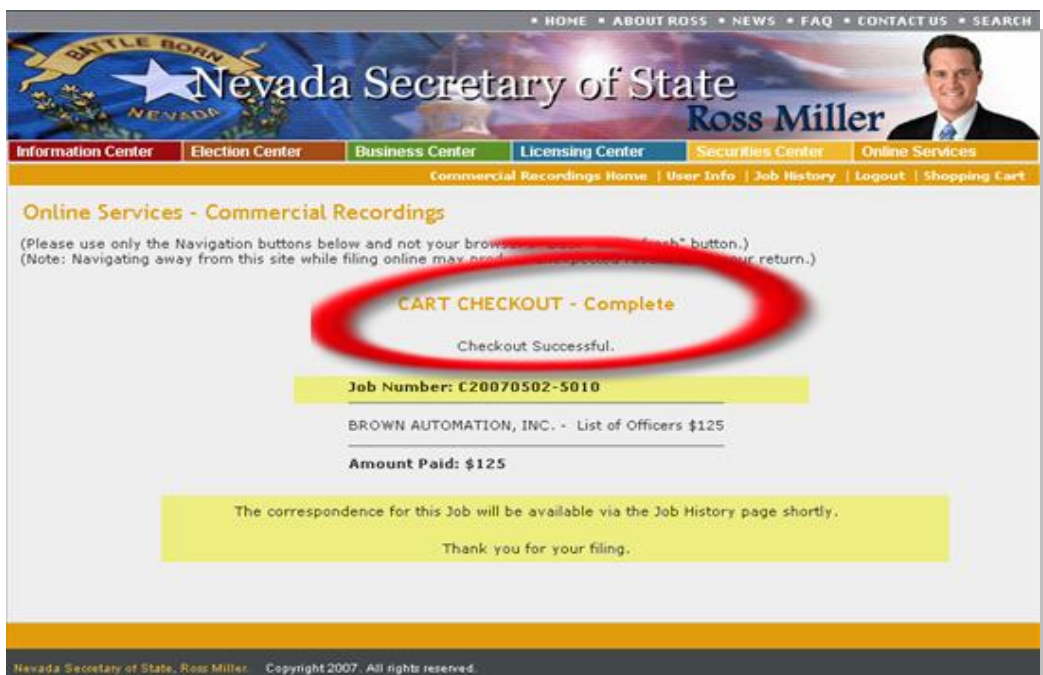 • HOME • ABOUT ROSS • NEWS • FAQ • CONTACT US • SEARCH
BATTLE BORN
NEVADA
Nevada Secretary of State
Ross Miller
Information Center Election Center Business Center Licensing Center Securities Center Online Services
Commercial Recordings Home | User Info | Job History | Logout | Shopping Cart
Online Services - Commercial Recordings
(Please use only the Navigation buttons below and not your button.)
(Note: Navigating away from this site while filing online may return.)
CART CHECKOUT - Complete
Checkout Successful.
Job Number: C20070502-5010
BROWN AUTOMATION, INC. - List of Officers $125
Amount Paid: $125
The correspondence for this Job will be available via the Job History page shortly.
Thank you for your filing.
Nevada Secretary of State, Ross Miller. Copyright 2007. All rights reserved.